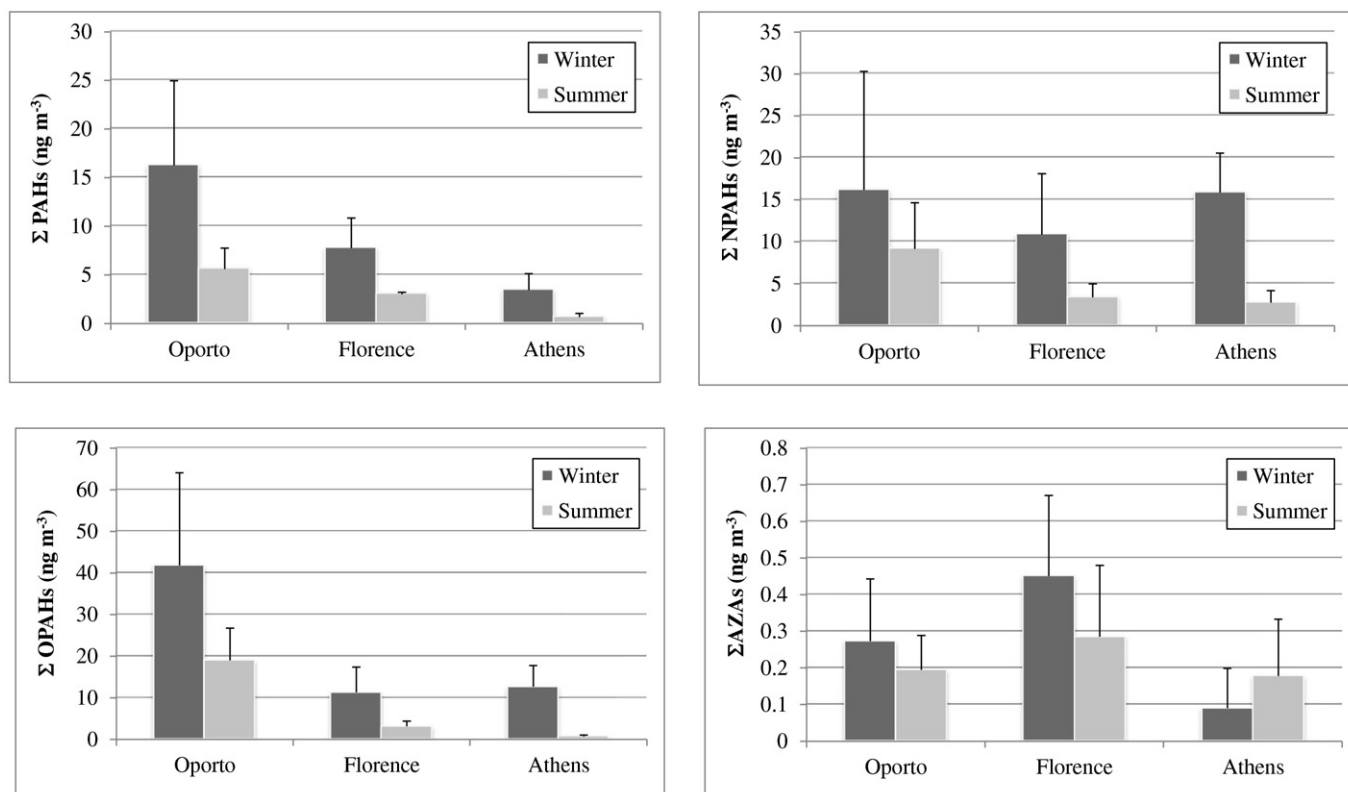 Σ PAHs (ng m⁻³)
30
25
20
15
10
5
0
Winter
Summer
Oporto Florence Athens
Σ NPAHs (ng m⁻³)
35
30
25
20
15
10
5
0
Winter
Summer
Oporto Florence Athens
Σ OPAHs (ng m⁻³)
70
60
50
40
30
20
10
0
Winter
Summer
Oporto Florence Athens
ΣAZAs (ng m⁻³)
0.8
0.7
0.6
0.5
0.4
0.3
0.2
0.1
0
Winter
Summer
Oporto Florence Athens